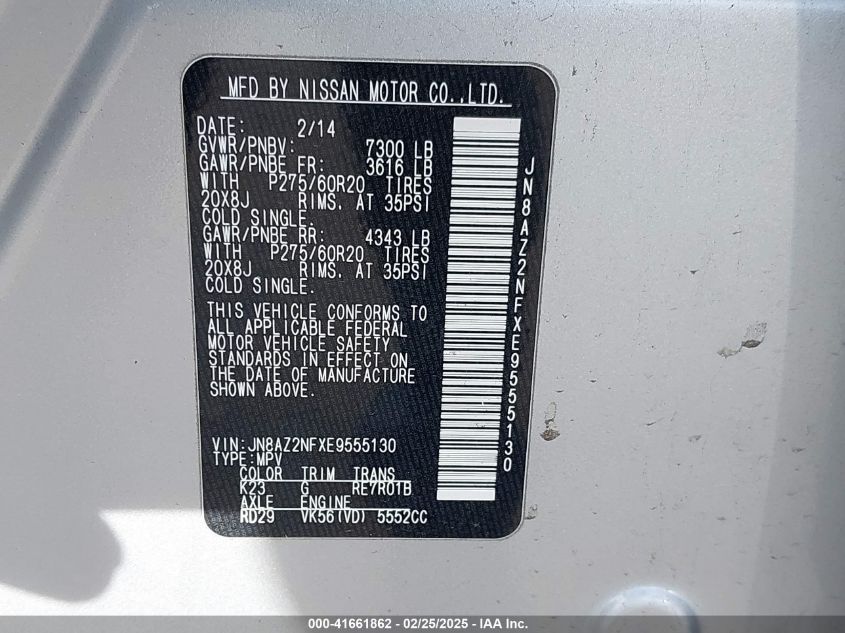 MFD BY NISSAN MOTOR CO.,LTD.
DATE: 2/14
GVWR/PNBV: 7300 LB
GAWR/PNBE FR: 3616 LB
WITH P275/60R20 TIRES
20X8J RIMS. AT 35PSI
COLD SINGLE.
GAWR/PNBE RR: 4343 LB
WITH P275/60R20 TIRES
20X8J RIMS. AT 35PSI
COLD SINGLE.
THIS VEHICLE CONFORMS TO
ALL APPLICABLE FEDERAL
MOTOR VEHICLE SAFETY
STANDARDS IN EFFECT ON
THE DATE OF MANUFACTURE
SHOWN ABOVE.
VIN:JN8AZ2NFXE9555130
TYPE:MPV
COLOR TRIM TRANS
K23 G RE7R01B
AXLE ENGINE
RD29 VK56(VD) 5552CC
JN8AZ2NFXE9555130
000-41661862 / 02/25/2025 - IAA Inc.